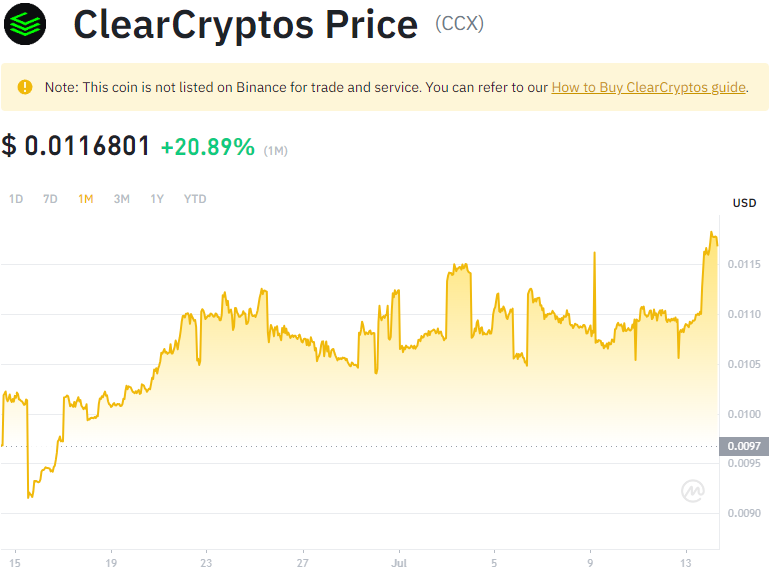 ClearCryptos Price (CCX)
Note: This coin is not listed on Binance for trade and service. You can refer to our How to Buy ClearCryptos guide.
$ 0.0116801 +20.89% (1M)
1D 7D 1M 3M 1Y YTD
USD
0.0115
0.0110
0.0105
0.0100
0.0097
0.0095
0.0090
15 19 23 27 Jul 5 9 13